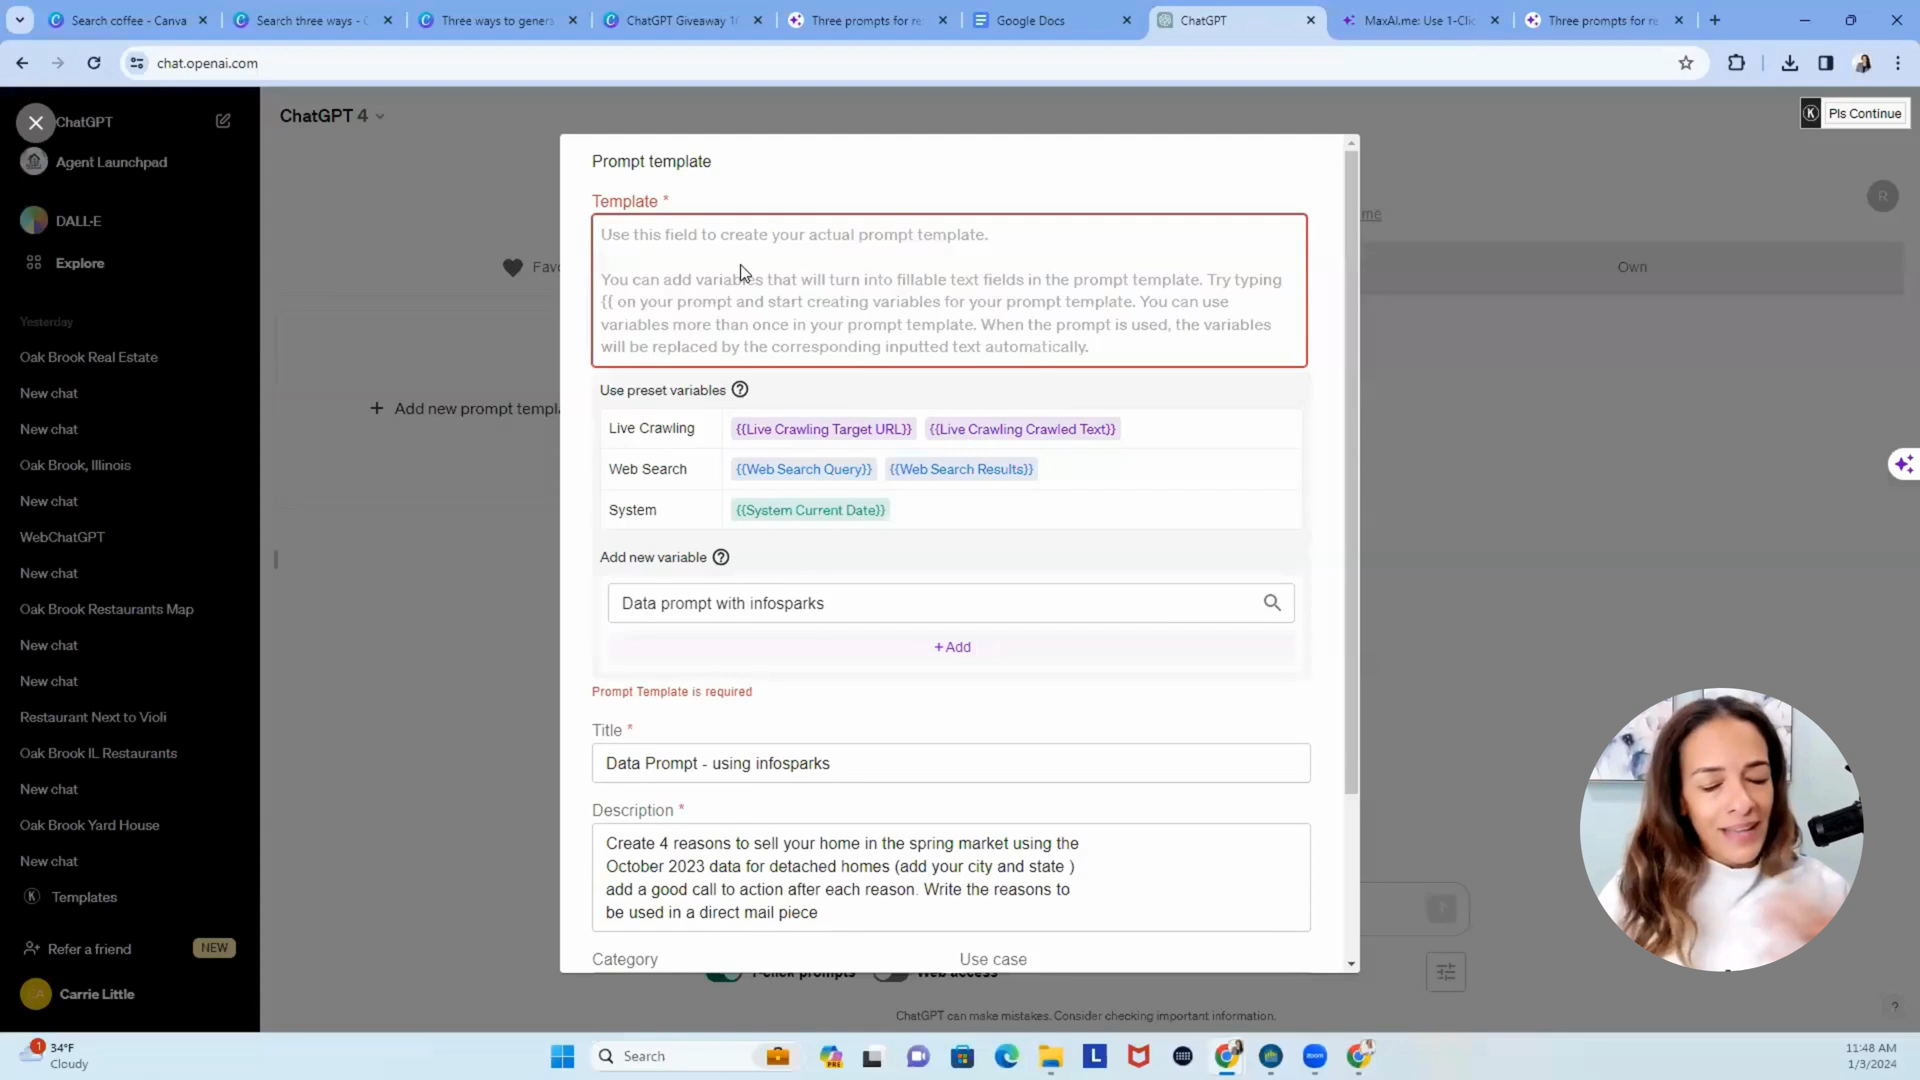 Search coffee - Canva
Search three ways - C
Three ways to genera
ChatGPT Giveaway 10
Three prompts for re
Google Docs
ChatGPT
MaxAI.me: Use 1-Clic
Three prompts for re
chat.openai.com
ChatGPT
Agent Launchpad
DALL·E
Explore
Yesterday
Oak Brook Real Estate
New chat
New chat
Oak Brook, Illinois
New chat
WebChatGPT
New chat
Oak Brook Restaurants Map
New chat
New chat
Restaurant Next to Violi
Oak Brook IL Restaurants
New chat
Oak Brook Yard House
New chat
Templates
Refer a friend
NEW
CA
Carrie Little
ChatGPT 4
Pls Continue
R
me
Favo
Own
+ Add new prompt templa
Prompt template
Template *
Use this field to create your actual prompt template.
You can add variables that will turn into fillable text fields in the prompt template. Try typing
{{ on your prompt and start creating variables for your prompt template. You can use
variables more than once in your prompt template. When the prompt is used, the variables
will be replaced by the corresponding inputted text automatically.
Use preset variables
Live Crawling {{Live Crawling Target URL}} {{Live Crawling Crawled Text}}
Web Search {{Web Search Query}} {{Web Search Results}}
System {{System Current Date}}
Add new variable
Data prompt with infosparks
+ Add
Prompt Template is required
Title *
Data Prompt - using infosparks
Description *
Create 4 reasons to sell your home in the spring market using the
October 2023 data for detached homes (add your city and state )
add a good call to action after each reason. Write the reasons to
be used in a direct mail piece
Category Use case
1-click prompts Web access
ChatGPT can make mistakes. Consider checking important information.
?
1
34°F
Cloudy
Search
PRE
L
zoom
11:48 AM
1/3/2024